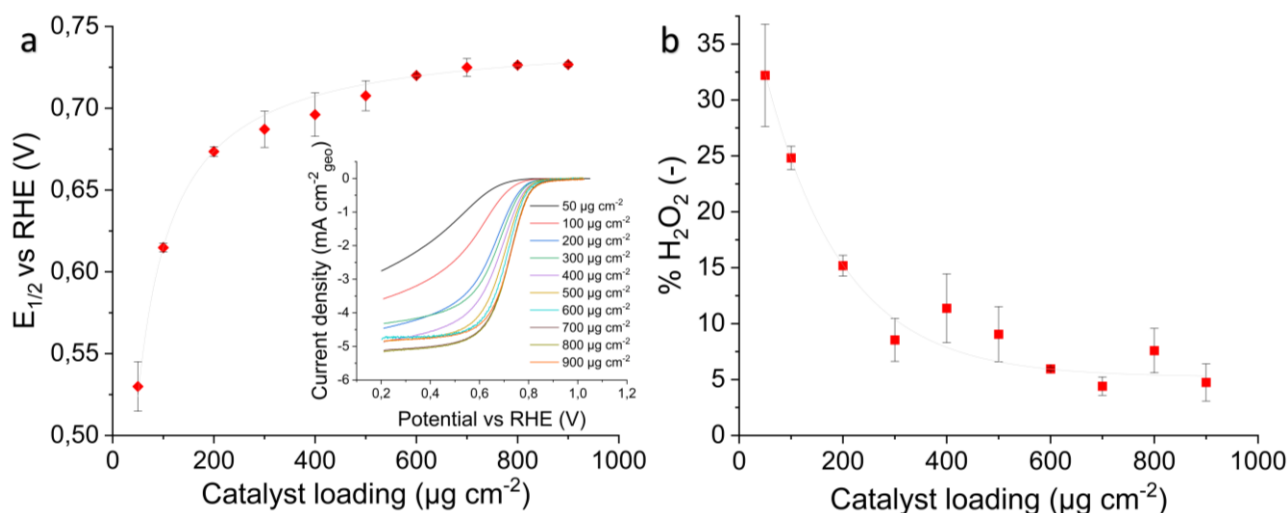 a
E1/2 vs RHE (V)
0,75
0,70
0,65
0,60
0,55
0,50
0
200
400
600
800
1000
Catalyst loading (µg cm-2)
Current density (mA cm-2geo)
0
-1
-2
-3
-4
-5
-6
0,2
0,4
0,6
0,8
1,0
1,2
Potential vs RHE (V)
50 µg cm-2
100 µg cm-2
200 µg cm-2
300 µg cm-2
400 µg cm-2
500 µg cm-2
600 µg cm-2
700 µg cm-2
800 µg cm-2
900 µg cm-2
b
% H2O2 (-)
35
30
25
20
15
10
5
0
0
200
400
600
800
1000
Catalyst loading (µg cm-2)